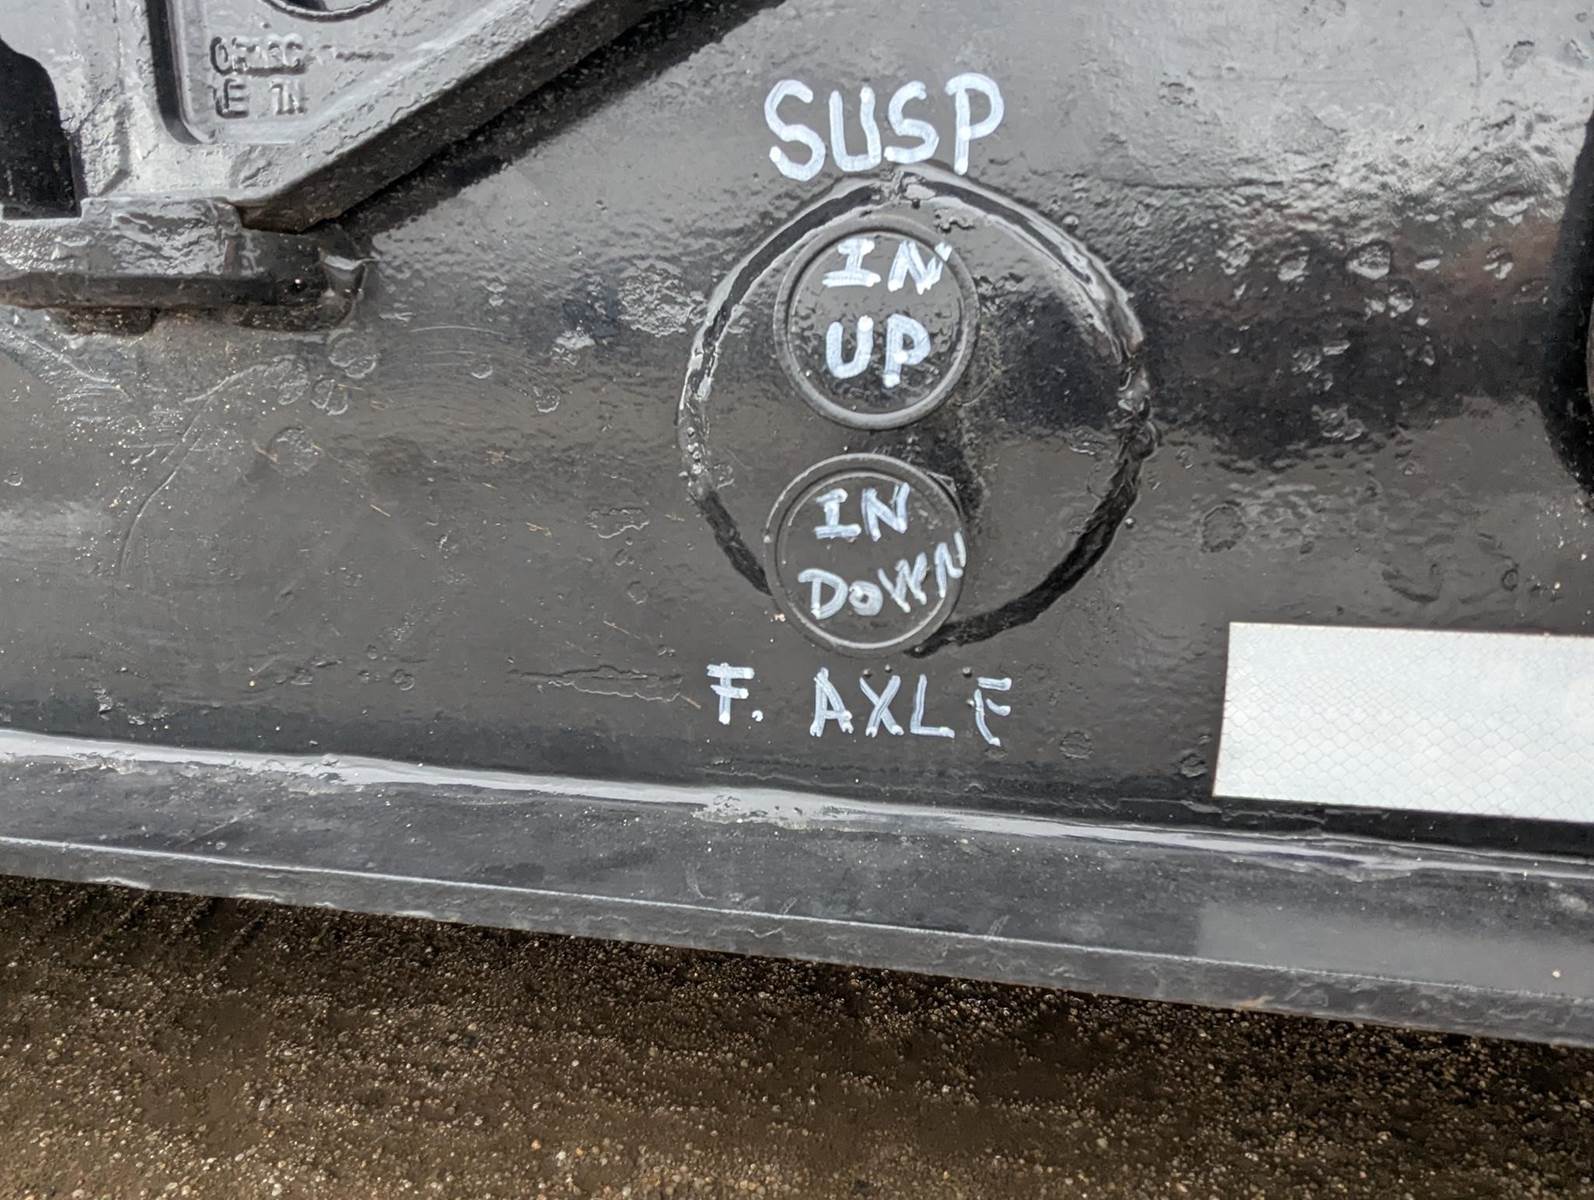 SUSP
IN
UP
IN
DOWN
F. AXLE